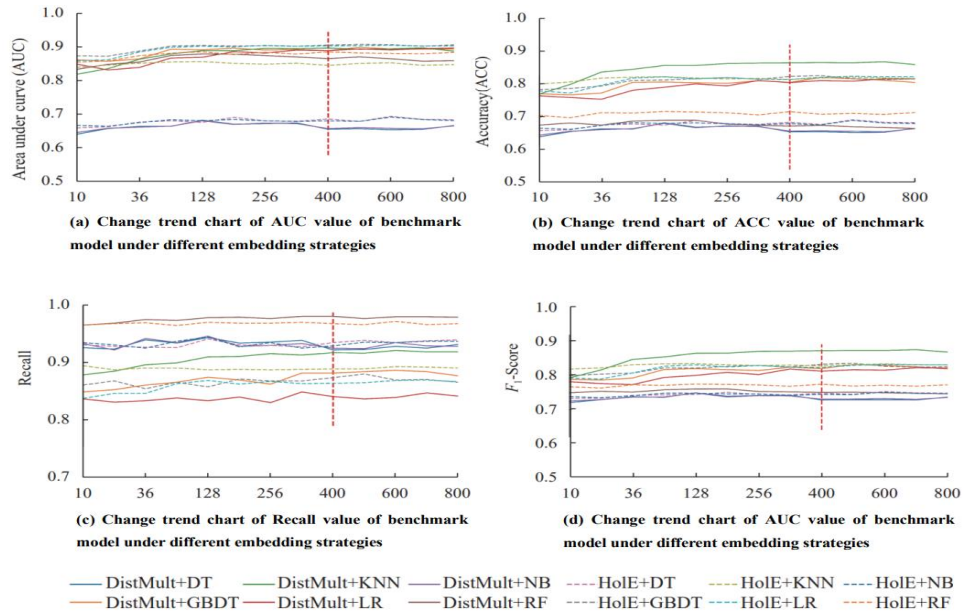 Area under curve (AUC)
1.0
0.9
0.8
0.7
0.6
0.5
10 36 128 256 400 600 800
(a) Change trend chart of AUC value of benchmark
model under different embedding strategies
Accuracy(ACC)
1.0
0.9
0.8
0.7
0.6
0.5
10 36 128 256 400 600 800
(b) Change trend chart of ACC value of benchmark
model under different embedding strategies
Recall
1.0
0.9
0.8
0.7
10 36 128 256 400 600 800
(c) Change trend chart of Recall value of benchmark
model under different embedding strategies
F1-Score
1.0
0.9
0.8
0.7
0.6
0.5
10 36 128 256 400 600 800
(d) Change trend chart of AUC value of benchmark
model under different embedding strategies
DistMult+DT DistMult+KNN DistMult+NB HolE+DT HolE+KNN HolE+NB
DistMult+GBDT DistMult+LR DistMult+RF HolE+GBDT HolE+LR HolE+RF